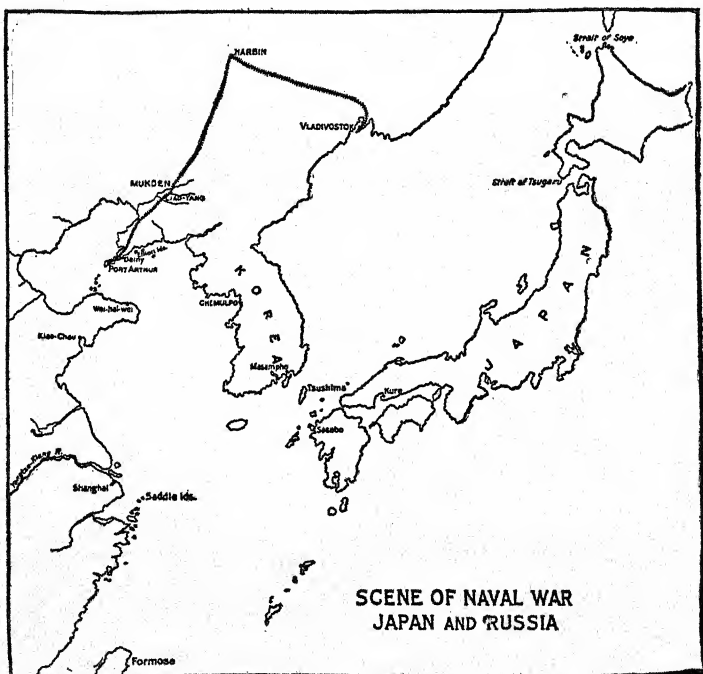 HARBIN
Strait of Soya
VLADIVOSTOK
MUKDEN
LIAO-YANG
Strait of Tsugaru
Dalny
PORT ARTHUR
Wei-hai-wei
KOREA
CHEMULPO
JAPAN
Kiao-Chau
Masampho
Tsushima
Kure
Sasebo
Shanghai
Saddle Ids.
SCENE OF NAVAL WAR
JAPAN AND RUSSIA
Formosa